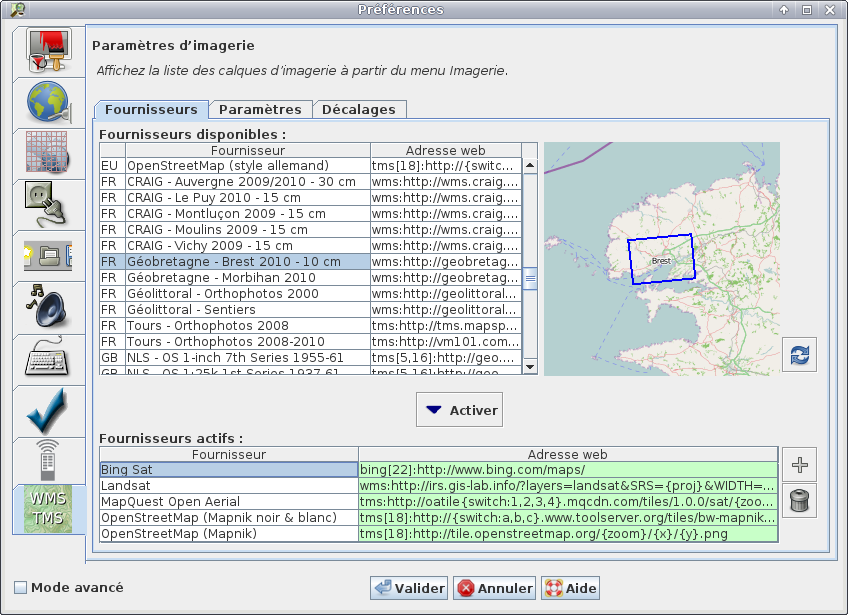 Préférences
Paramètres d'imagerie
Affichez la liste des calques d'imagerie à partir du menu Imagerie.
Fournisseurs Paramètres Décalages
Fournisseurs disponibles :
Fournisseur Adresse web
EU OpenStreetMap (style allemand) tms[18]:http://{switc...
FR CRAIG - Auvergne 2009/2010 - 30 cm wms:http://wms.craig....
FR CRAIG - Le Puy 2010 - 15 cm wms:http://wms.craig....
FR CRAIG - Montluçon 2009 - 15 cm wms:http://wms.craig....
FR CRAIG - Moulins 2009 - 15 cm wms:http://wms.craig....
FR CRAIG - Vichy 2009 - 15 cm wms:http://wms.craig....
FR Géobretagne - Brest 2010 - 10 cm wms:http://geobretag...
FR Géobretagne - Morbihan 2010 wms:http://geobretag...
FR Géolittoral - Orthophotos 2000 wms:http://geolittoral...
FR Géolittoral - Sentiers wms:http://geolittoral...
FR Tours - Orthophotos 2008 tms:http://tms.mapsp...
FR Tours - Orthophotos 2008-2010 tms:http://vm101.com...
GB NLS - OS 1-inch 7th Series 1955-61 tms[5,16]:http://geo....
GB NLS - OS 1:25k 1st Series 1937-61 tms[5,16]:http://geo....
Brest
Activer
Fournisseurs actifs :
Fournisseur Adresse web
Bing Sat bing[22]:http://www.bing.com/maps/
Landsat wms:http://irs.gis-lab.info/?layers=landsat&SRS={proj}&WIDTH=...
MapQuest Open Aerial tms:http://oatile{switch:1,2,3,4}.mqcdn.com/tiles/1.0.0/sat/{zoo...
OpenStreetMap (Mapnik noir & blanc) tms[18]:http://{switch:a,b,c}.www.toolserver.org/tiles/bw-mapnik...
OpenStreetMap (Mapnik) tms[18]:http://tile.openstreetmap.org/{zoom}/{x}/{y}.png
WMS
TMS
Mode avancé
Valider Annuler Aide